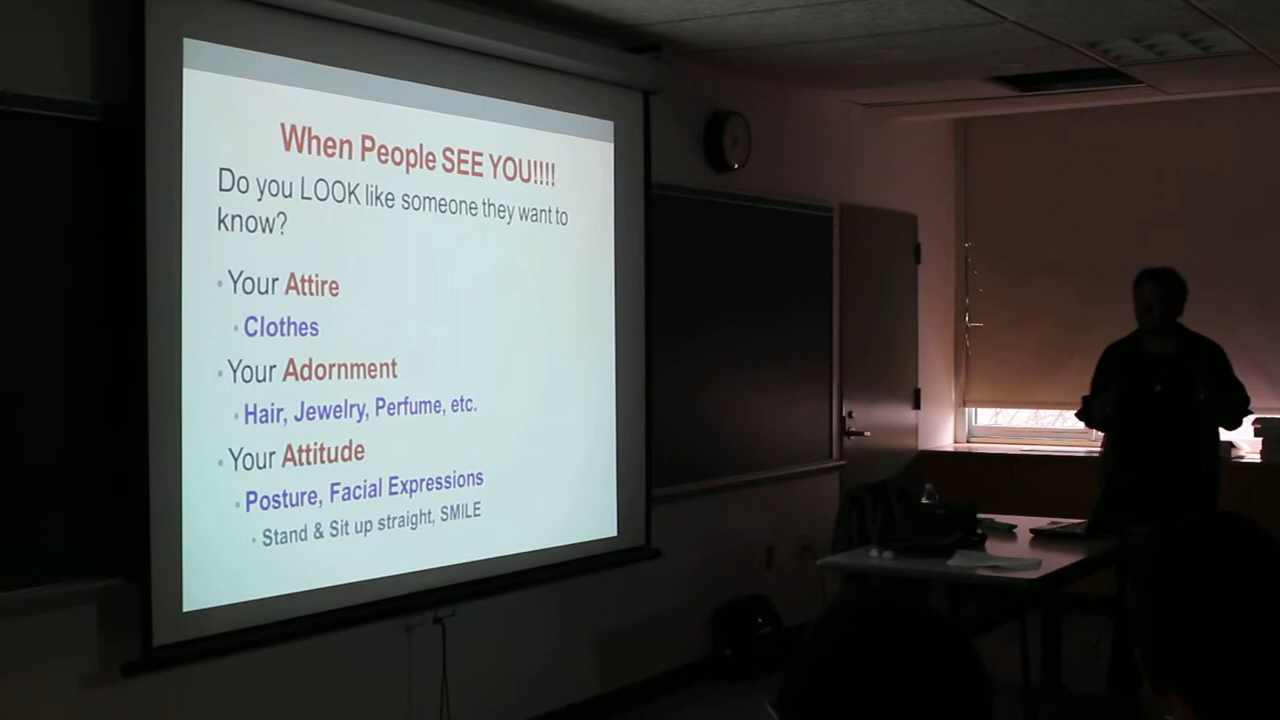 When People SEE YOU!!!!
Do you LOOK like someone they want to
know?
• Your Attire
• Clothes
• Your Adornment
• Hair, Jewelry, Perfume, etc.
• Your Attitude
• Posture, Facial Expressions
• Stand & Sit up straight, SMILE